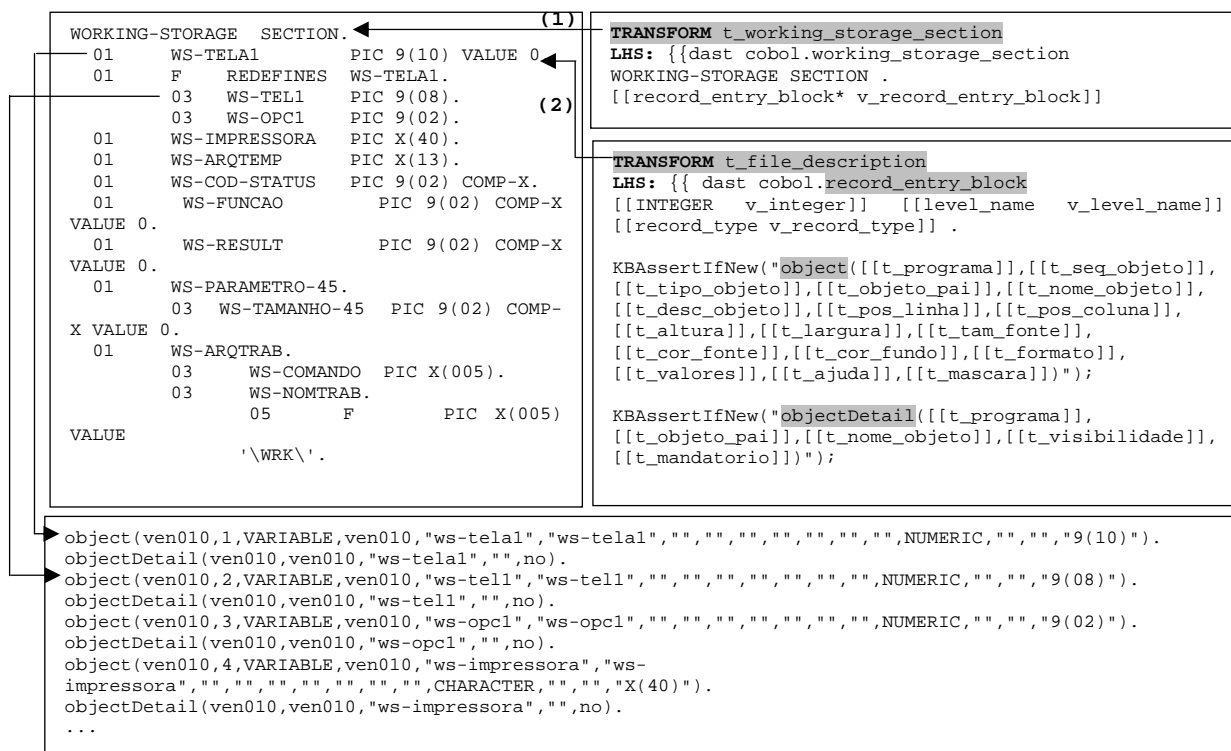 WORKING-STORAGE SECTION.
01 WS-TELA1 PIC 9(10) VALUE 0
01 F REDEFINES WS-TELA1.
03 WS-TEL1 PIC 9(08).
03 WS-OPC1 PIC 9(02).
01 WS-IMPRESSORA PIC X(40).
01 WS-ARQTEMP PIC X(13).
01 WS-COD-STATUS PIC 9(02) COMP-X.
01 WS-FUNCAO PIC 9(02) COMP-X
VALUE 0.
01 WS-RESULT PIC 9(02) COMP-X
VALUE 0.
01 WS-PARAMETRO-45.
03 WS-TAMANHO-45 PIC 9(02) COMP-
X VALUE 0.
01 WS-ARQTRAB.
03 WS-COMANDO PIC X(005).
03 WS-NOMTRAB.
05 F PIC X(005)
VALUE
'\WRK\'.
(1)
(2)
TRANSFORM t_working_storage_section
LHS: {{dast cobol.working_storage_section
WORKING-STORAGE SECTION .
[[record_entry_block* v_record_entry_block]]
TRANSFORM t_file_description
LHS: {{ dast cobol.record_entry_block
[[INTEGER v_integer]] [[level_name v_level_name]]
[[record_type v_record_type]] .
KBAssertIfNew("object([[t_programa]],[[t_seq_objeto]],
[[t_tipo_objeto]],[[t_objeto_pai]],[[t_nome_objeto]],
[[t_desc_objeto]],[[t_pos_linha]],[[t_pos_coluna]],
[[t_altura]],[[t_largura]],[[t_tam_fonte]],
[[t_cor_fonte]],[[t_cor_fundo]],[[t_formato]],
[[t_valores]],[[t_ajuda]],[[t_mascara]])");
KBAssertIfNew("objectDetail([[t_programa]],
[[t_objeto_pai]],[[t_nome_objeto]],[[t_visibilidade]],
[[t_mandatorio]])");
object(ven010,1,VARIABLE,ven010,"ws-tela1","ws-tela1","","","","","","","",NUMERIC,"","","9(10)").
objectDetail(ven010,ven010,"ws-tela1","",no).
object(ven010,2,VARIABLE,ven010,"ws-tel1","ws-tel1","","","","","","","",NUMERIC,"","","9(08)").
objectDetail(ven010,ven010,"ws-tel1","",no).
object(ven010,3,VARIABLE,ven010,"ws-opc1","ws-opc1","","","","","","","",NUMERIC,"","","9(02)").
objectDetail(ven010,ven010,"ws-opc1","",no).
object(ven010,4,VARIABLE,ven010,"ws-impressora","ws-
impressora","","","","","","","",CHARACTER,"","","X(40)").
objectDetail(ven010,ven010,"ws-impressora","",no).
...